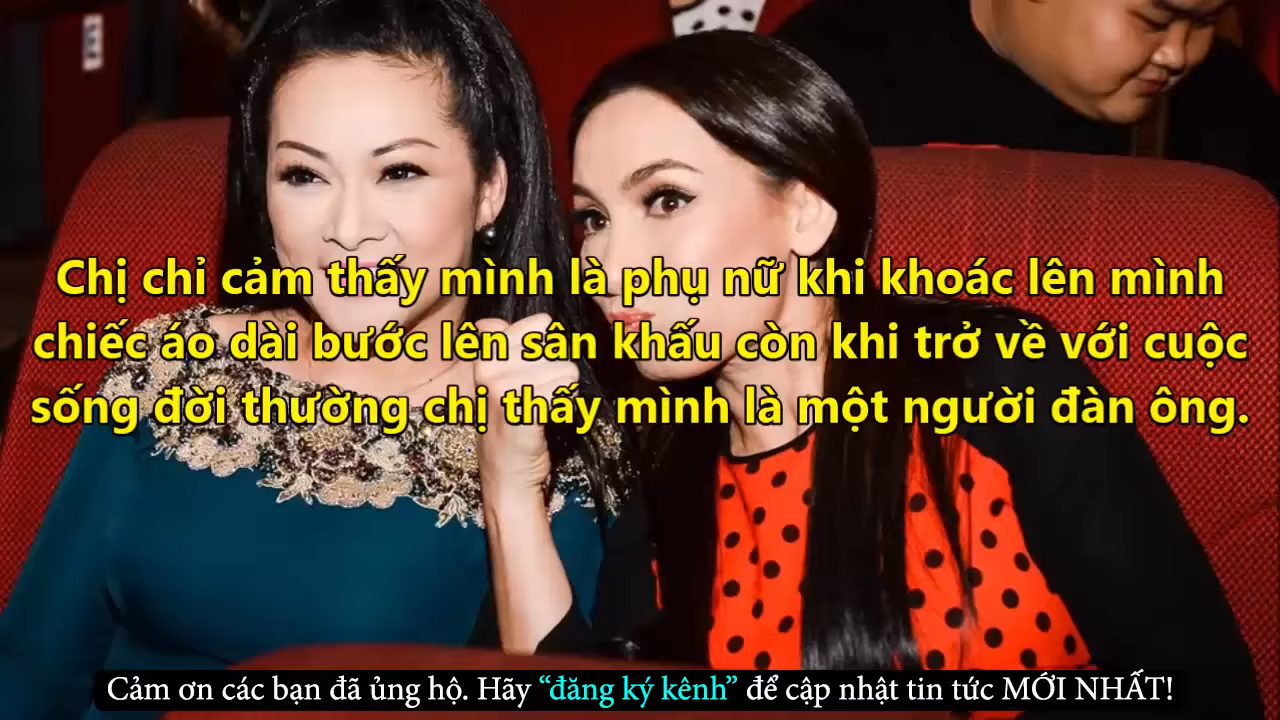 Chị chỉ cảm thấy mình là phụ nữ khi khoác lên mình
chiếc áo dài bước lên sân khấu còn khi trở về với cuộc
sống đời thường chị thấy mình là một người đàn ông.
Cảm ơn các bạn đã ủng hộ. Hãy “đăng ký kênh” để cập nhật tin tức MỚI NHẤT!